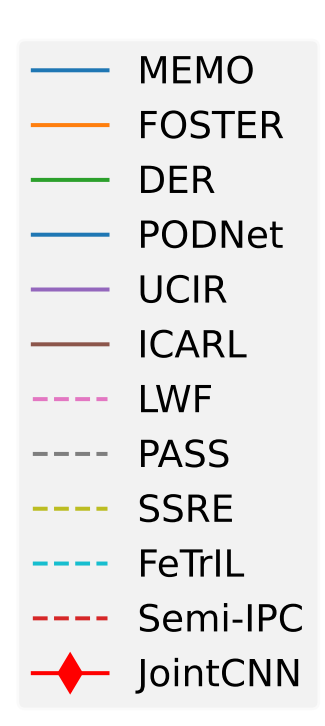 MEMO
FOSTER
DER
PODNet
UCIR
ICARL
LWF
PASS
SSRE
FeTrIL
Semi-IPC
JointCNN